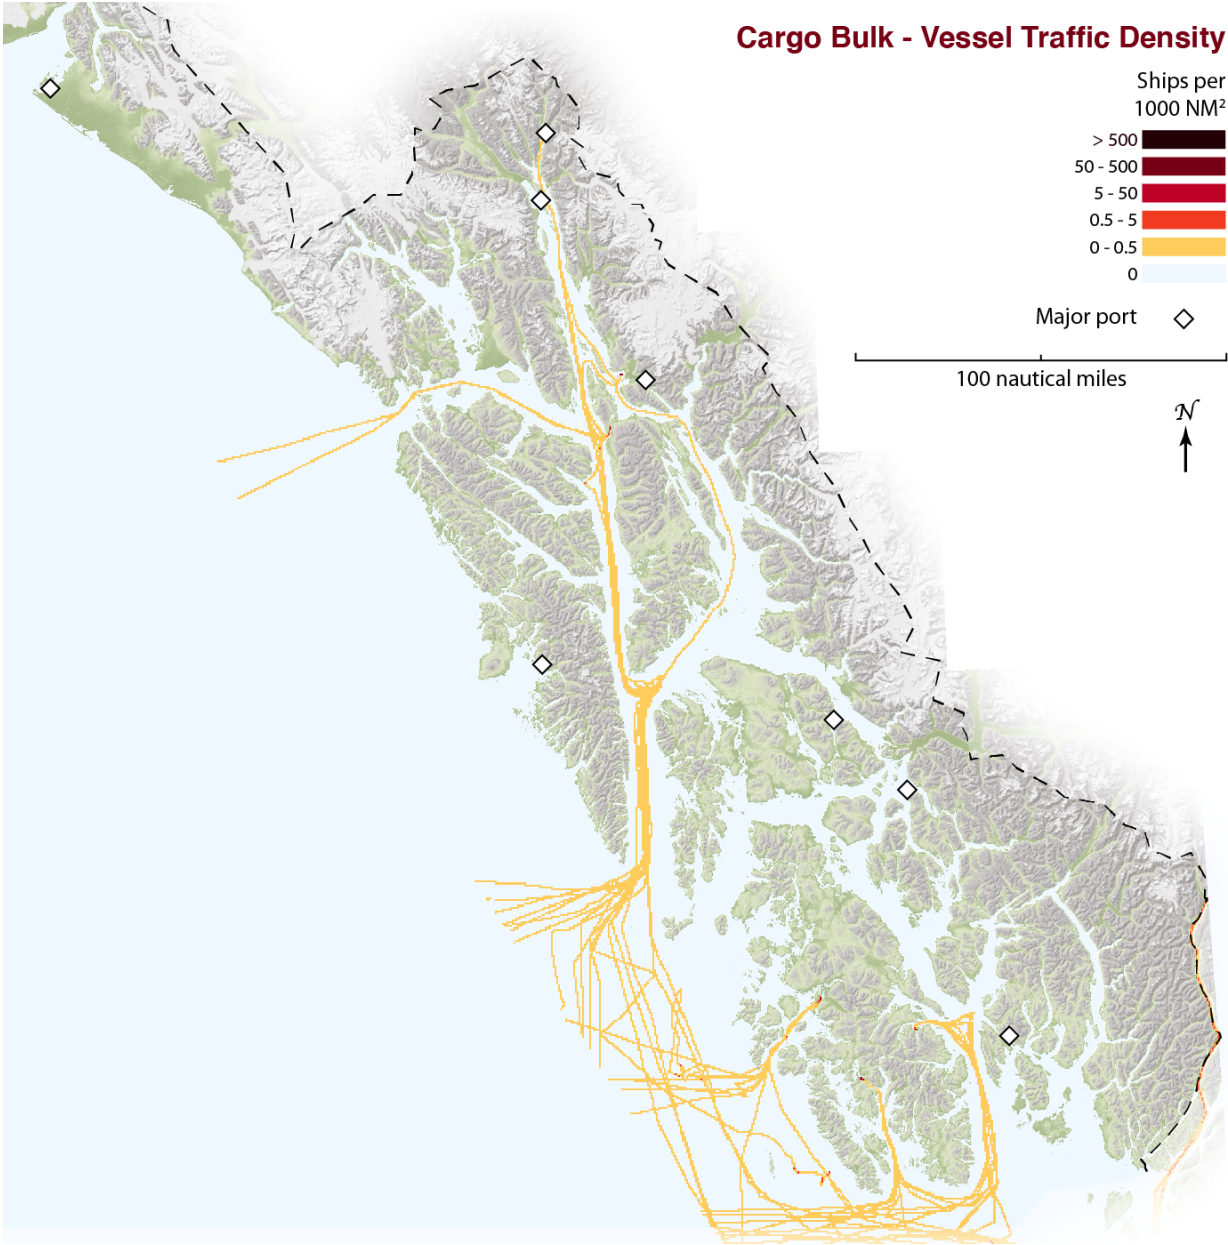 Cargo Bulk - Vessel Traffic Density
Ships per
1000 NM²
> 500
50 - 500
5 - 50
0.5 - 5
0 - 0.5
0
Major port
100 nautical miles
N